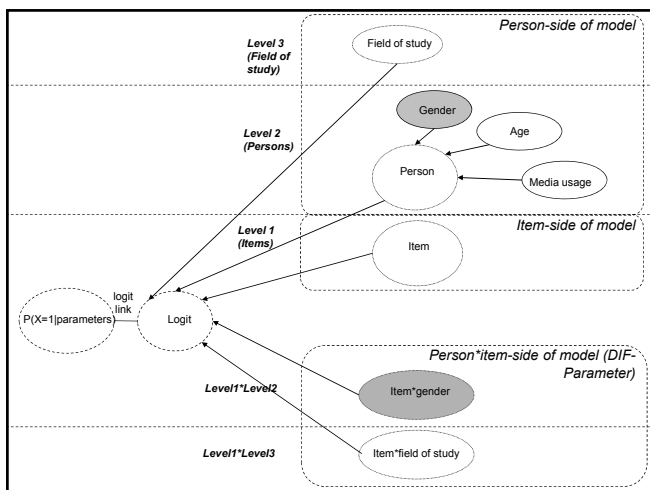 Person-side of model
Level 3
(Field of
study)
Field of study
Gender
Level 2
(Persons)
Age
Person
Media usage
Item-side of model
Level 1
(Items)
Item
logit
link
P(X=1|parameters)
Logit
Person*item-side of model (DIF-
Parameter)
Level1*Level2
Item*gender
Level1*Level3
Item*field of study